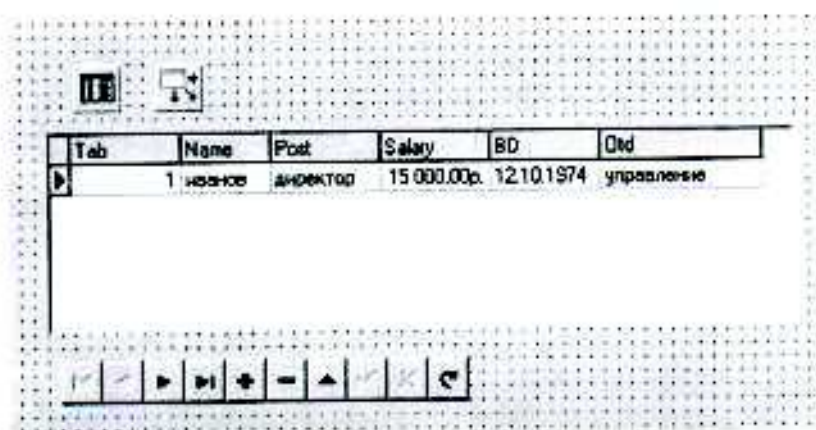 Tab Name Post Salary BD Otd
1 иванов директор 15 000,00р. 12.10.1974 управление